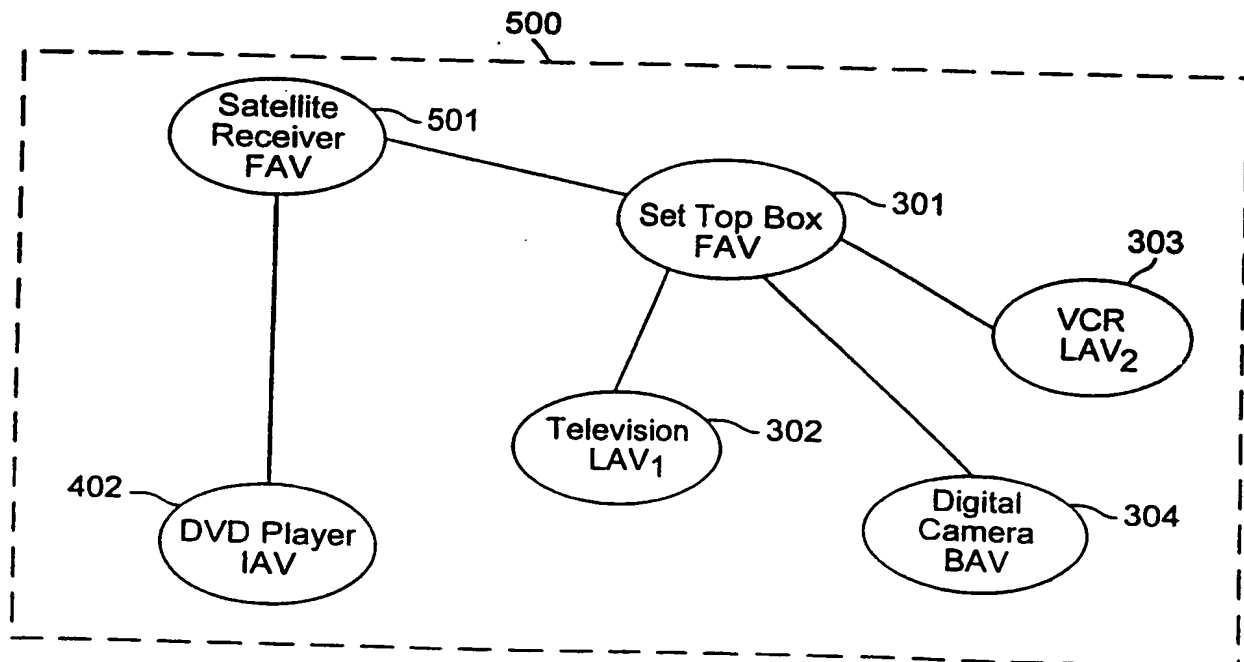 500
Satellite
Receiver
FAV
501
Set Top Box
FAV
301
303
VCR
LAV2
Television
LAV1
302
402
DVD Player
IAV
Digital
Camera
BAV
304